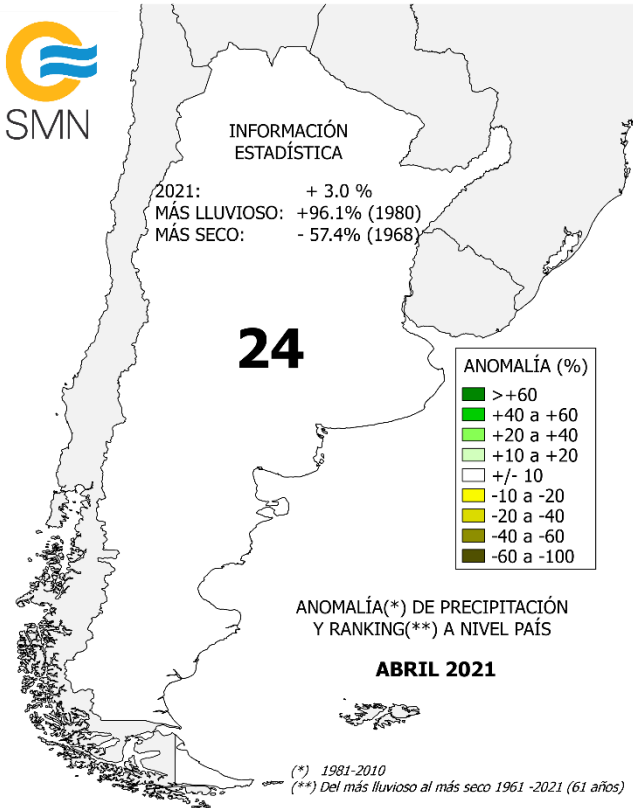 SMN
INFORMACIÓN
ESTADÍSTICA
2021: + 3.0 %
MÁS LLUVIOSO: +96.1% (1980)
MÁS SECO: - 57.4% (1968)
24
ANOMALÍA (%)
>+60
+40 a +60
+20 a +40
+10 a +20
+/- 10
-10 a -20
-20 a -40
-40 a -60
-60 a -100
ANOMALÍA(*) DE PRECIPITACIÓN
Y RANKING(**) A NIVEL PAÍS
ABRIL 2021
(*) 1981-2010
(**) Del más lluvioso al más seco 1961 -2021 (61 años)